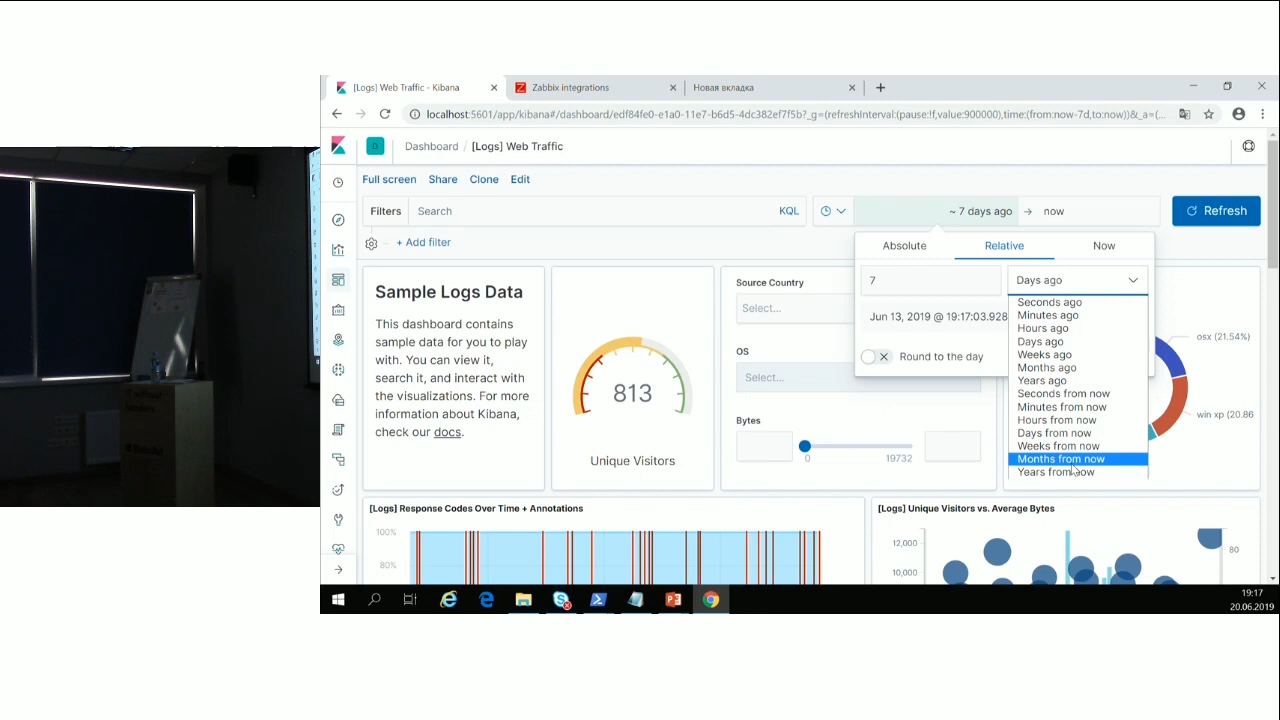 [Logs] Web Traffic - Kibana
Zabbix integrations
Новая вкладка
localhost:5601/app/kibana#/dashboard/edf84fe0-e1a0-11e7-b6d5-4dc382ef7f5b?_g=(refreshInterval:(pause:!f,value:900000),time:(from:now-7d,to:now))&_a=(...
D
Dashboard / [Logs] Web Traffic
Full screen Share Clone Edit
Filters Search KQL ~ 7 days ago → now Refresh
+ Add filter
Absolute Relative Now
7 Days ago
Jun 13, 2019 @ 19:17:03.928
Round to the day
Seconds ago
Minutes ago
Hours ago
Days ago
Weeks ago
Months ago
Years ago
Seconds from now
Minutes from now
Hours from now
Days from now
Weeks from now
Months from now
Years from now
Sample Logs Data
This dashboard contains
sample data for you to play
with. You can view it,
search it, and interact with
the visualizations. For more
information about Kibana,
check our docs.
813
Unique Visitors
Source Country
Select...
OS
Select...
Bytes
0 19732
osx (21.54%)
win xp (20.86
[Logs] Response Codes Over Time + Annotations
100%
80%
[Logs] Unique Visitors vs. Average Bytes
12,000
10,000
80
19:17
20.06.2019